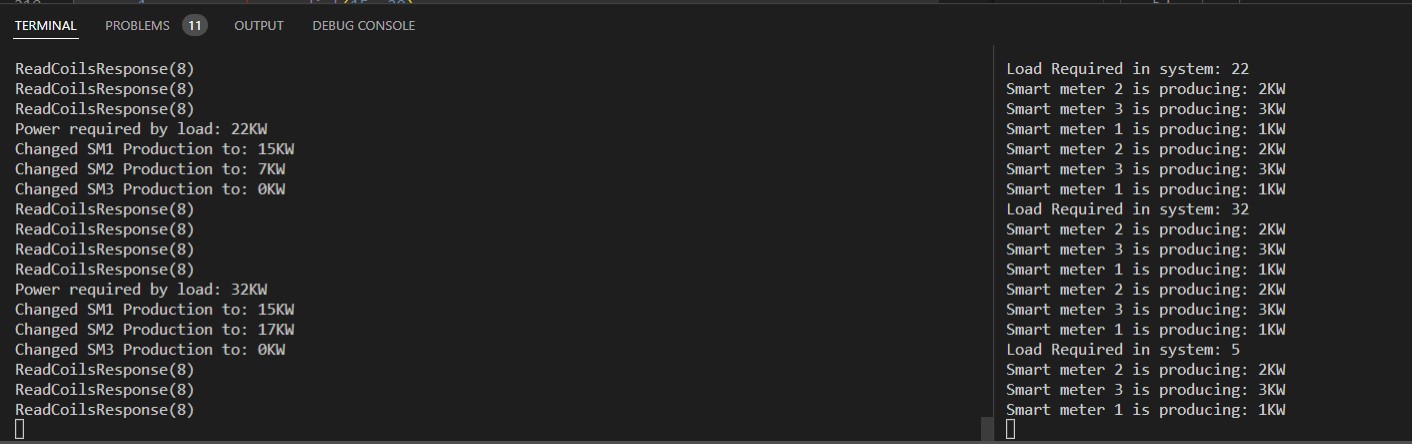 TERMINAL PROBLEMS 11 OUTPUT DEBUG CONSOLE
ReadCoilsResponse(8)
ReadCoilsResponse(8)
ReadCoilsResponse(8)
Power required by load: 22KW
Changed SM1 Production to: 15KW
Changed SM2 Production to: 7KW
Changed SM3 Production to: 0KW
ReadCoilsResponse(8)
ReadCoilsResponse(8)
ReadCoilsResponse(8)
ReadCoilsResponse(8)
Power required by load: 32KW
Changed SM1 Production to: 15KW
Changed SM2 Production to: 17KW
Changed SM3 Production to: 0KW
ReadCoilsResponse(8)
ReadCoilsResponse(8)
ReadCoilsResponse(8)
Load Required in system: 22
Smart meter 2 is producing: 2KW
Smart meter 3 is producing: 3KW
Smart meter 1 is producing: 1KW
Smart meter 2 is producing: 2KW
Smart meter 3 is producing: 3KW
Smart meter 1 is producing: 1KW
Load Required in system: 32
Smart meter 2 is producing: 2KW
Smart meter 3 is producing: 3KW
Smart meter 1 is producing: 1KW
Smart meter 2 is producing: 2KW
Smart meter 3 is producing: 3KW
Smart meter 1 is producing: 1KW
Load Required in system: 5
Smart meter 2 is producing: 2KW
Smart meter 3 is producing: 3KW
Smart meter 1 is producing: 1KW